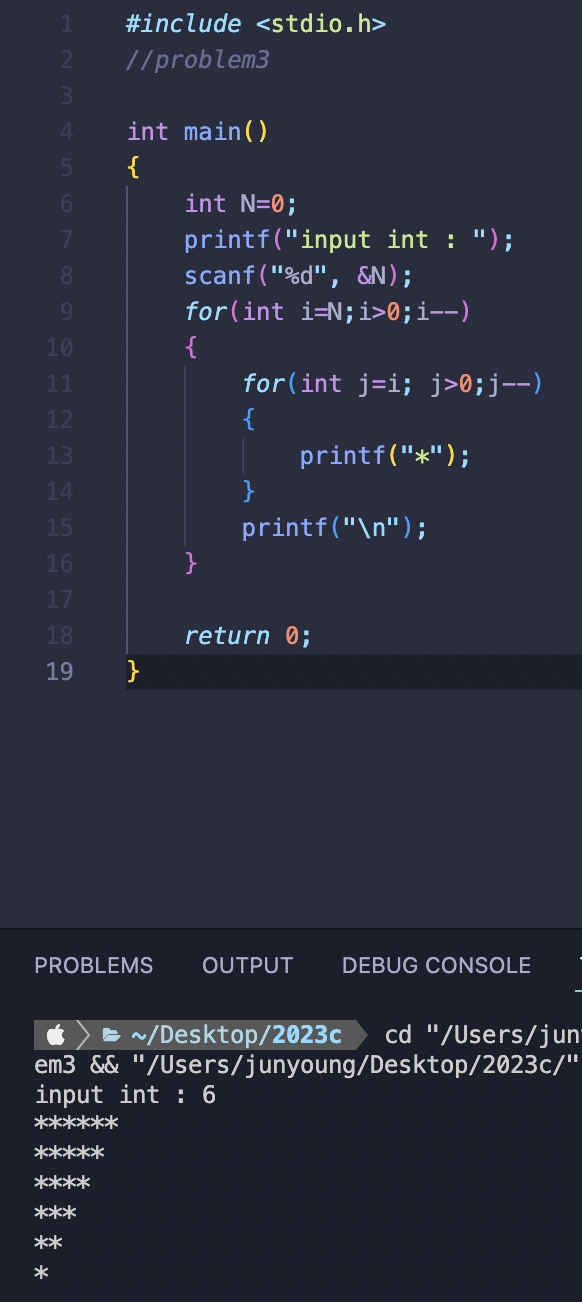 1 #include <stdio.h>
2 //problem3
3
4 int main()
5 {
6 int N=0;
7 printf("input int : ");
8 scanf("%d", &N);
9 for(int i=N;i>0;i--)
10 {
11 for(int j=i; j>0;j--)
12 {
13 printf("*");
14 }
15 printf("\n");
16 }
17
18 return 0;
19 }
PROBLEMS OUTPUT DEBUG CONSOLE
~/Desktop/2023c cd "/Users/jun
em3 && "/Users/junyoung/Desktop/2023c/"
input int : 6
******
*****
****
***
**
*